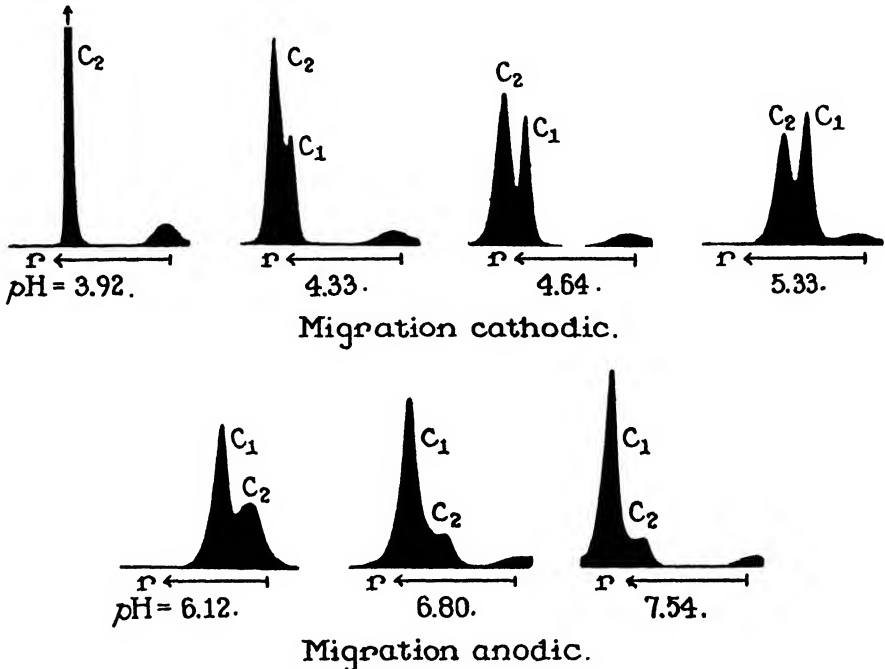 C₂
C₂
C₁
C₂
C₁
C₂
C₁
r
r
r
r
pH = 3.92.
4.33.
4.64.
5.33.
Migration cathodic.
C₁
C₂
C₁
C₂
C₁
C₂
r
r
r
pH = 6.12.
6.80.
7.54.
Migration anodic.